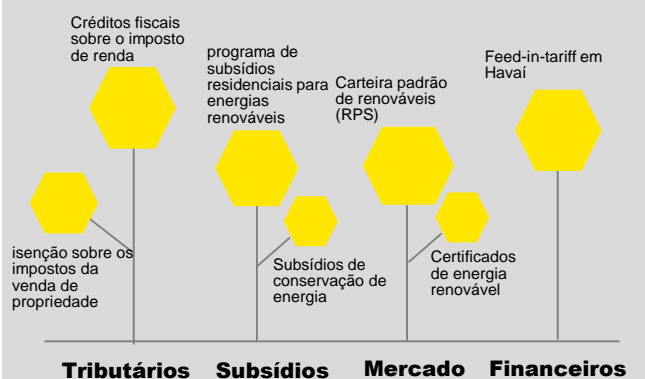 Créditos fiscais
sobre o imposto
de renda
programa de
subsídios
residenciais para
energias
renováveis
Carteira padrão
de renováveis
(RPS)
Feed-in-tariff em
Havaí
isenção sobre os
impostos da
venda de
propriedade
Subsídios de
conservação de
energia
Certificados
de energia
renovável
Tributários Subsídios Mercado Financeiros